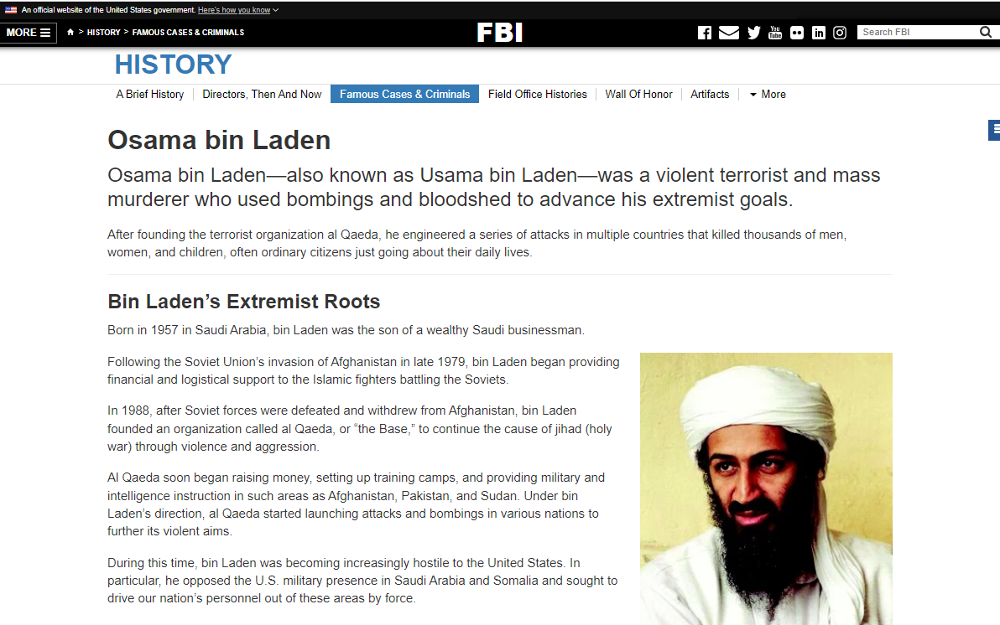 An official website of the United States government. Here's how you know
MORE
> HISTORY > FAMOUS CASES & CRIMINALS
FBI
You Tube
in
Search FBI
HISTORY
A Brief History
Directors, Then And Now
Famous Cases & Criminals
Field Office Histories
Wall Of Honor
Artifacts
More
Osama bin Laden
Osama bin Laden—also known as Usama bin Laden—was a violent terrorist and mass
murderer who used bombings and bloodshed to advance his extremist goals.
After founding the terrorist organization al Qaeda, he engineered a series of attacks in multiple countries that killed thousands of men,
women, and children, often ordinary citizens just going about their daily lives.
Bin Laden’s Extremist Roots
Born in 1957 in Saudi Arabia, bin Laden was the son of a wealthy Saudi businessman.
Following the Soviet Union’s invasion of Afghanistan in late 1979, bin Laden began providing
financial and logistical support to the Islamic fighters battling the Soviets.
In 1988, after Soviet forces were defeated and withdrew from Afghanistan, bin Laden
founded an organization called al Qaeda, or “the Base,” to continue the cause of jihad (holy
war) through violence and aggression.
Al Qaeda soon began raising money, setting up training camps, and providing military and
intelligence instruction in such areas as Afghanistan, Pakistan, and Sudan. Under bin
Laden’s direction, al Qaeda started launching attacks and bombings in various nations to
further its violent aims.
During this time, bin Laden was becoming increasingly hostile to the United States. In
particular, he opposed the U.S. military presence in Saudi Arabia and Somalia and sought to
drive our nation’s personnel out of these areas by force.